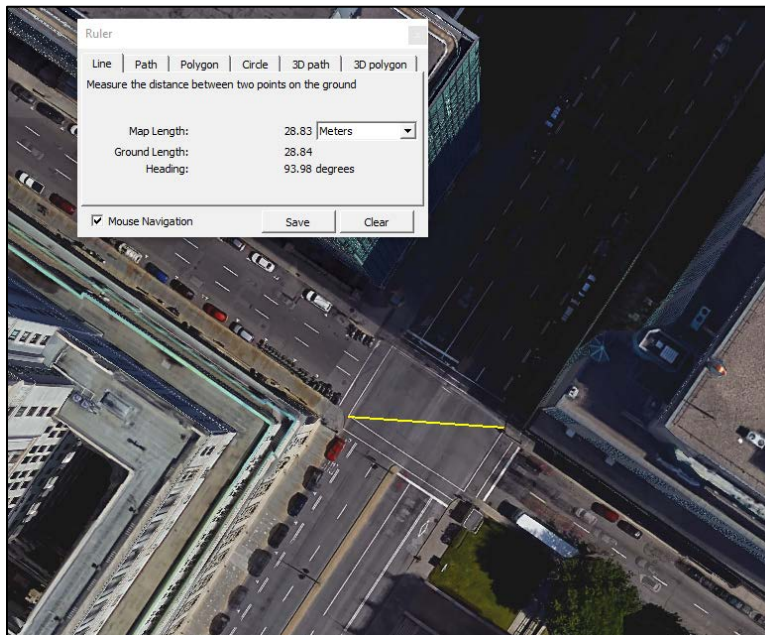 Ruler
Line Path Polygon Circle 3D path 3D polygon
Measure the distance between two points on the ground
Map Length: 28.83 Meters
Ground Length: 28.84
Heading: 93.98 degrees
Mouse Navigation Save Clear